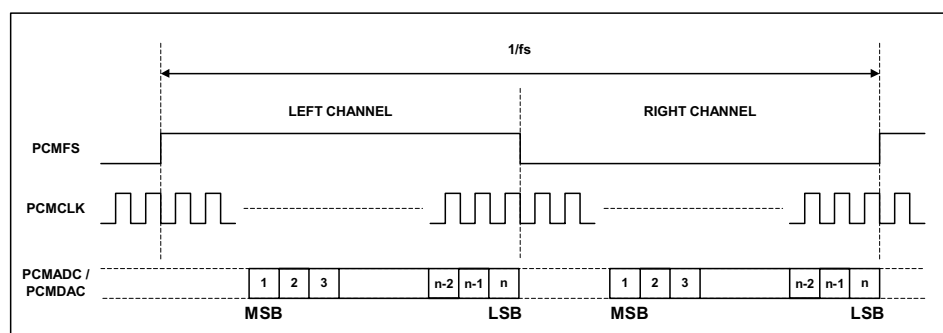 1/fs
LEFT CHANNEL
RIGHT CHANNEL
PCMFS
PCMCLK
PCMADC /
PCMDAC
1 2 3 n-2 n-1 n 1 2 3 n-2 n-1 n
MSB LSB MSB LSB